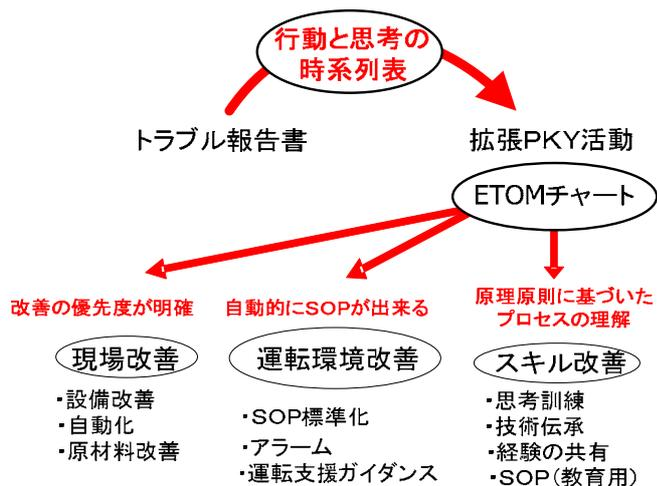 行動と思考の
時系列表
トラブル報告書
拡張PKY活動
ETOMチャート
改善の優先度が明確
自動的にSOPが出来る
原理原則に基づいた
プロセスの理解
現場改善
運転環境改善
スキル改善
・設備改善
・自動化
・原材料改善
・SOP標準化
・アラーム
・運転支援ガイダンス
・思考訓練
・技術伝承
・経験の共有
・SOP(教育用)